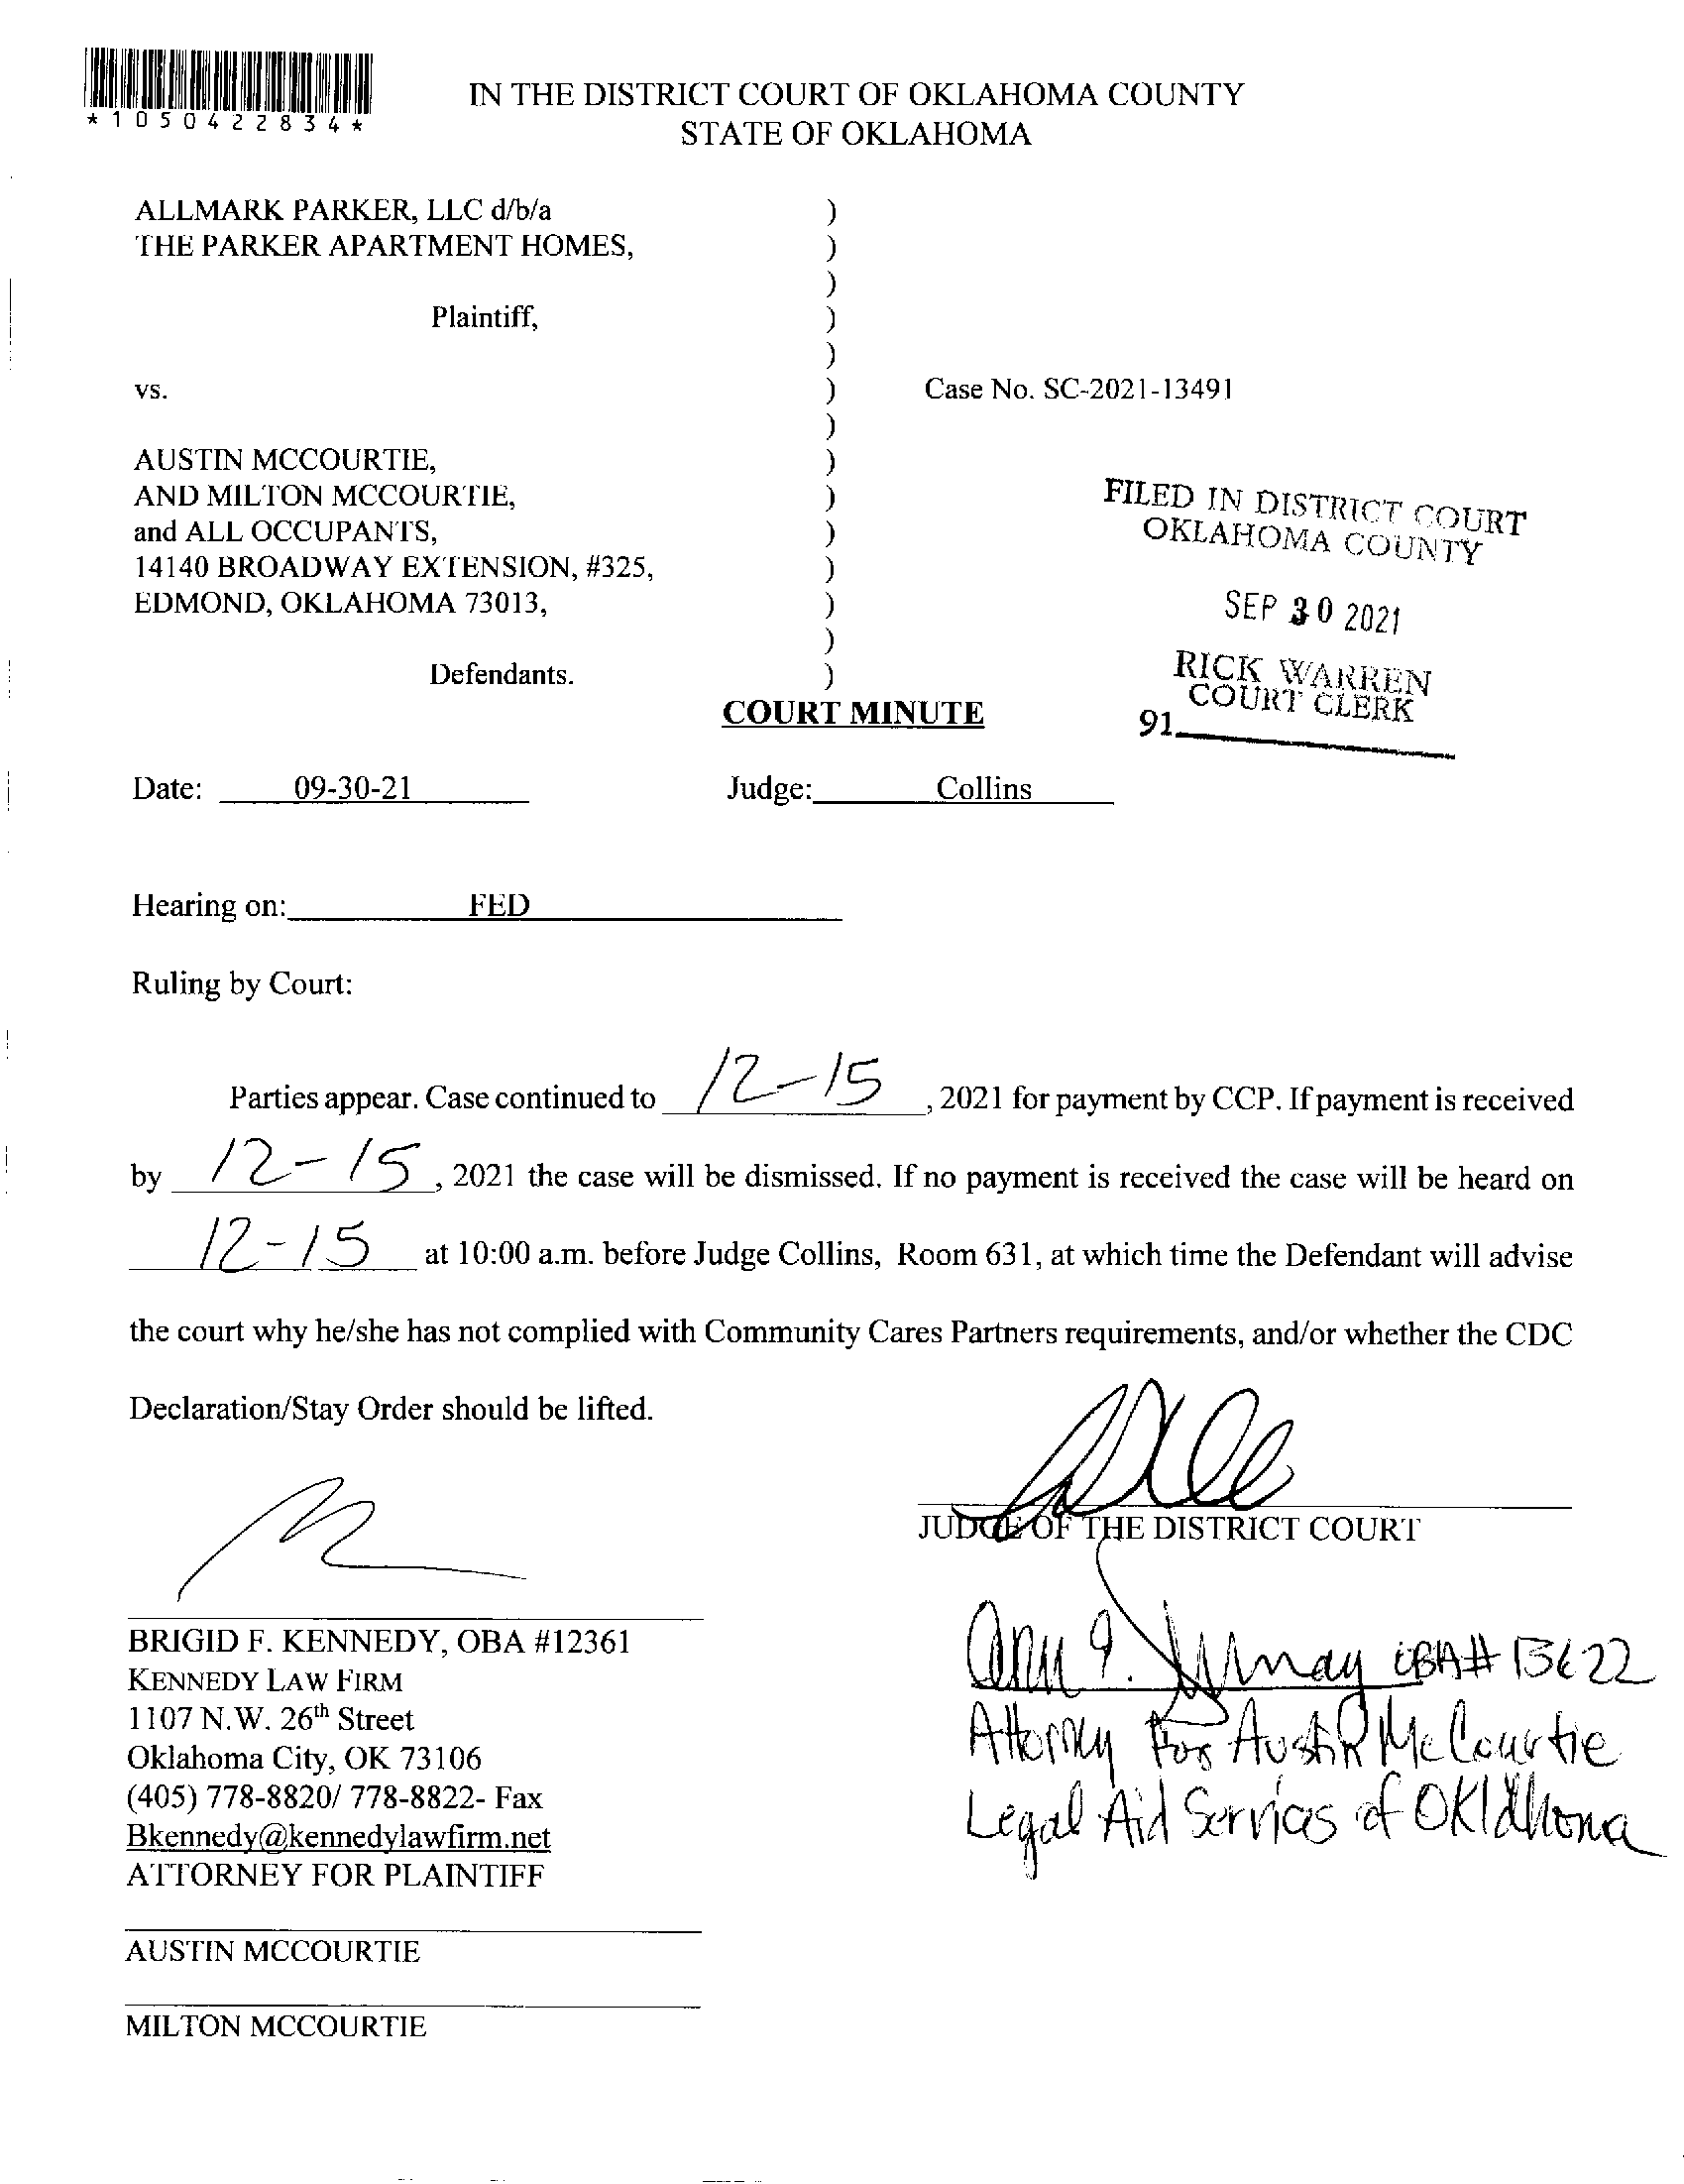 *1050422834*
IN THE DISTRICT COURT OF OKLAHOMA COUNTY
STATE OF OKLAHOMA
ALLMARK PARKER, LLC d/b/a )
THE PARKER APARTMENT HOMES, )
)
Plaintiff, )
)
vs. ) Case No. SC-2021-13491
)
AUSTIN MCCOURTIE, )
AND MILTON MCCOURTIE, )
and ALL OCCUPANTS, )
14140 BROADWAY EXTENSION, #325, )
EDMOND, OKLAHOMA 73013, )
)
Defendants. )
FILED IN DISTRICT COURT
OKLAHOMA COUNTY
SEP 30 2021
RICK WARREN
COURT CLERK
91
COURT MINUTE
Date: 09-30-21 Judge: Collins
Hearing on: FED
Ruling by Court:
Parties appear. Case continued to 12-15, 2021 for payment by CCP. If payment is received
by 12-15, 2021 the case will be dismissed. If no payment is received the case will be heard on
12-15 at 10:00 a.m. before Judge Collins, Room 631, at which time the Defendant will advise
the court why he/she has not complied with Community Cares Partners requirements, and/or whether the CDC
Declaration/Stay Order should be lifted.
JUDGE OF THE DISTRICT COURT
BRIGID F. KENNEDY, OBA #12361
KENNEDY LAW FIRM
1107 N.W. 26th Street
Oklahoma City, OK 73106
(405) 778-8820/ 778-8822- Fax
Bkennedy@kennedylawfirm.net
ATTORNEY FOR PLAINTIFF
OBA# 13622
Attorney for Austin McCourtie
Legal Aid Services of Oklahoma
AUSTIN MCCOURTIE
MILTON MCCOURTIE